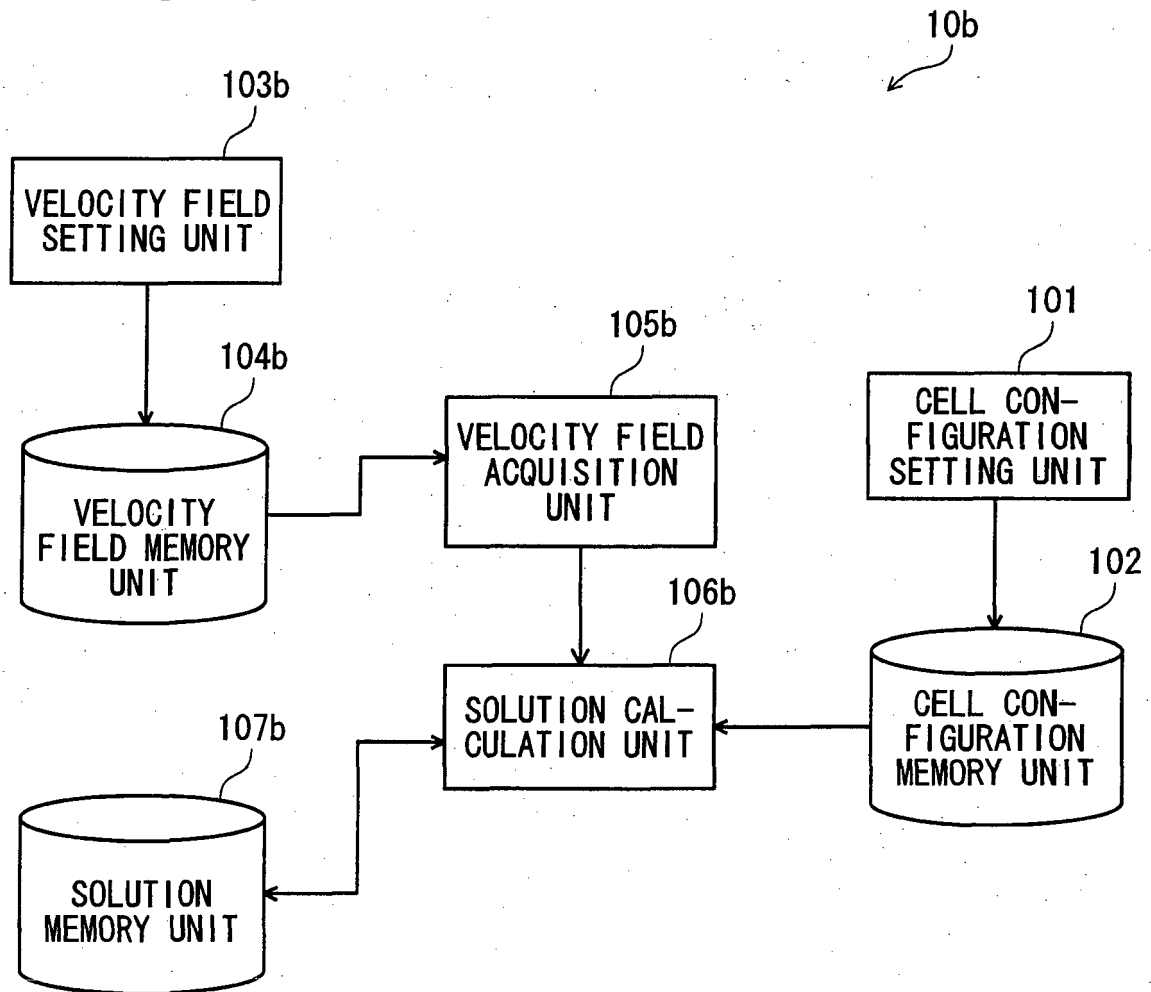 10b
103b
VELOCITY FIELD
SETTING UNIT
101
105b
104b
CELL CON-
FIGURATION
SETTING UNIT
VELOCITY FIELD
ACQUISITION
UNIT
VELOCITY
FIELD MEMORY
UNIT
102
106b
SOLUTION CAL-
CULATION UNIT
CELL CON-
FIGURATION
MEMORY UNIT
107b
SOLUTION
MEMORY UNIT